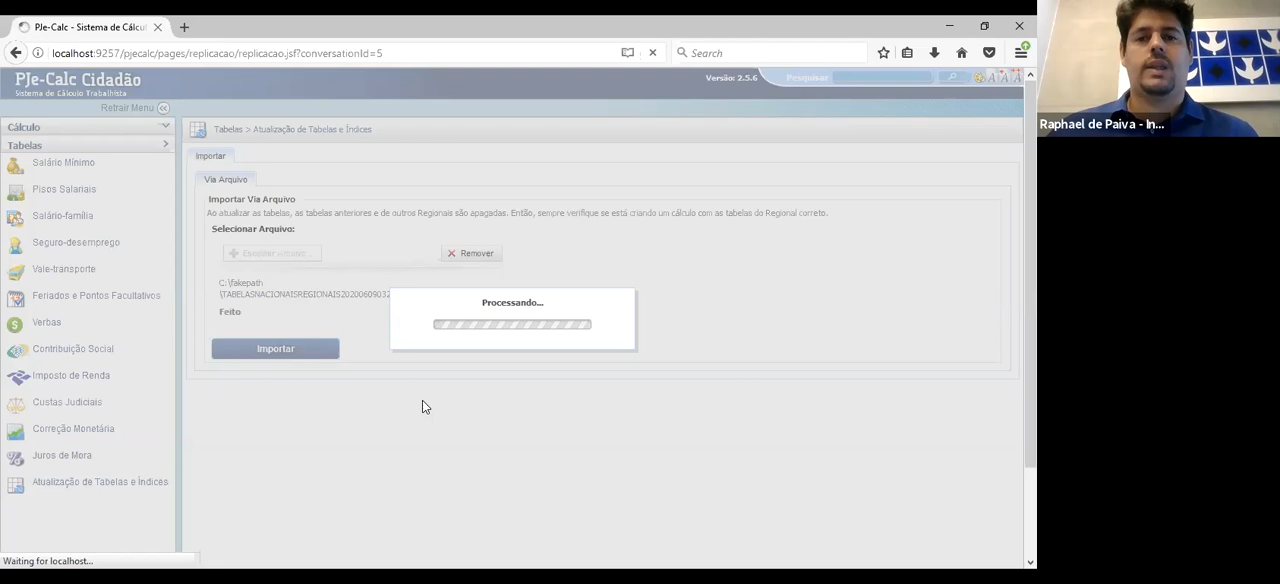 PJe-Calc - Sistema de Cálcu
localhost:9257/pjecalc/pages/replicacao/replicacao.jsf?conversationId=5
Search
PJe-Calc Cidadão
Sistema de Cálculo Trabalhista
Versão: 2.5.6
Pesquisar
Retrair Menu
Cálculo
Tabelas
Salário Mínimo
Pisos Salariais
Salário-família
Seguro-desemprego
Vale-transporte
Feriados e Pontos Facultativos
Verbas
Contribuição Social
Imposto de Renda
Custas Judiciais
Correção Monetária
Juros de Mora
Atualização de Tabelas e Índices
Tabelas > Atualização de Tabelas e Índices
Importar
Via Arquivo
Importar Via Arquivo
Ao atualizar as tabelas, as tabelas anteriores e de outros Regionais são apagadas. Então, sempre verifique se está criando um cálculo com as tabelas do Regional correto.
Selecionar Arquivo:
Remover
C:\fakepath
\TABELASNACIONAISREGIONAIS2020060903
Feito
Processando...
Importar
Waiting for localhost...
Raphael de Paiva - In...